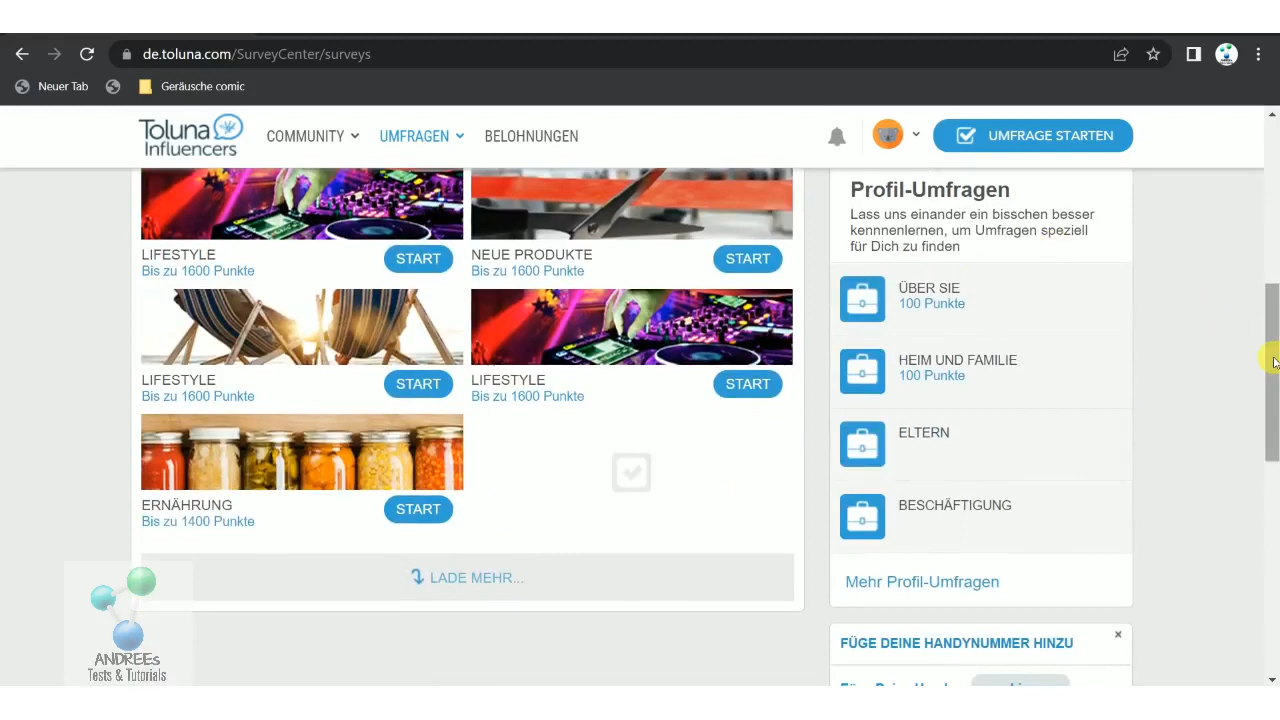 de.toluna.com/SurveyCenter/surveys
Neuer Tab
Geräusche comic
Toluna
Influencers
COMMUNITY
UMFRAGEN
BELOHNUNGEN
UMFRAGE STARTEN
LIFESTYLE
Bis zu 1600 Punkte
START
NEUE PRODUKTE
Bis zu 1600 Punkte
START
LIFESTYLE
Bis zu 1600 Punkte
START
LIFESTYLE
Bis zu 1600 Punkte
START
ERNÄHRUNG
Bis zu 1400 Punkte
START
LADE MEHR...
Profil-Umfragen
Lass uns einander ein bisschen besser
kennnenlernen, um Umfragen speziell
für Dich zu finden
ÜBER SIE
100 Punkte
HEIM UND FAMILIE
100 Punkte
ELTERN
BESCHÄFTIGUNG
Mehr Profil-Umfragen
FÜGE DEINE HANDYNUMMER HINZU
ANDREEs
Tests & Tutorials